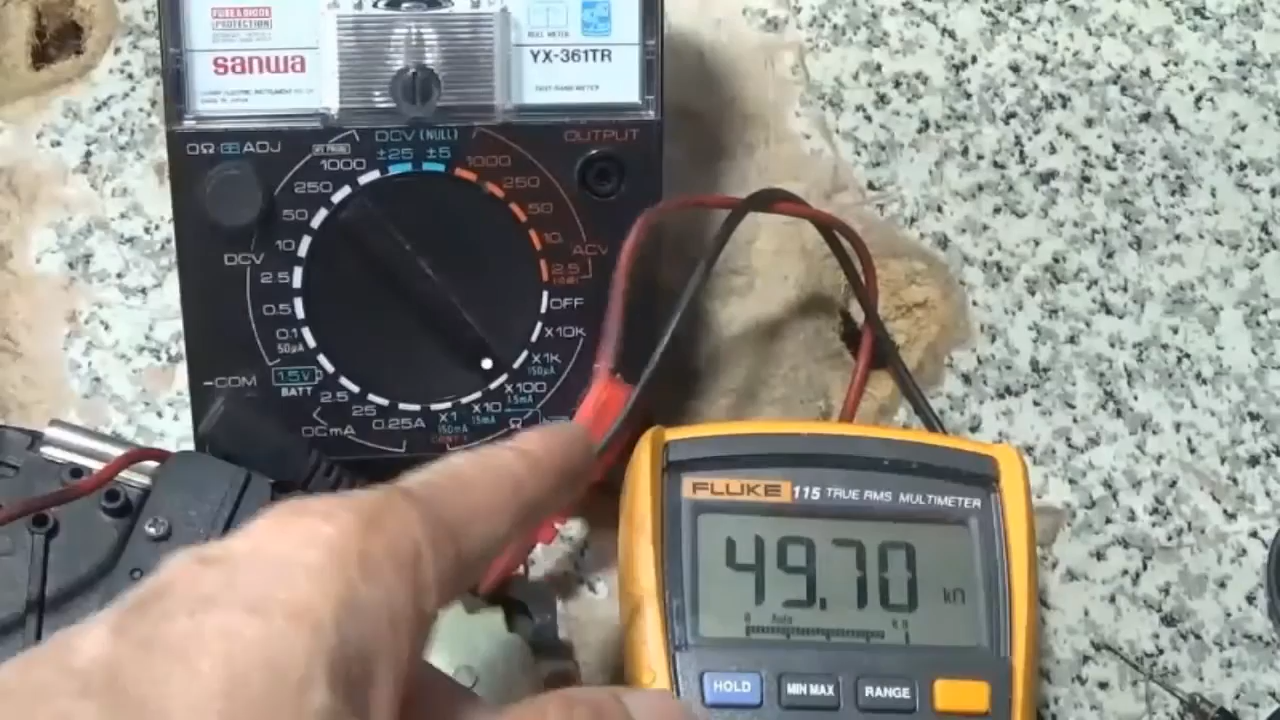 FUSE & DIODE
PROTECTION
sanwa
YX-361TR
0Ω ADJ
DCV (NULL)
±25 ±5
OUTPUT
1000
250
50
10
DCV
2.5
0.5
0.1
50µA
1000
250
50
10
ACV
2.5
OFF
X10K
X1K
150µA
X100
1.5mA
X10
15mA
X1
150mA
Ω
-COM
1.5V
BATT
2.5
25
DCmA
0.25A
FLUKE 115 TRUE RMS MULTIMETER
49.70 kΩ
Auto
HOLD
MIN MAX
RANGE